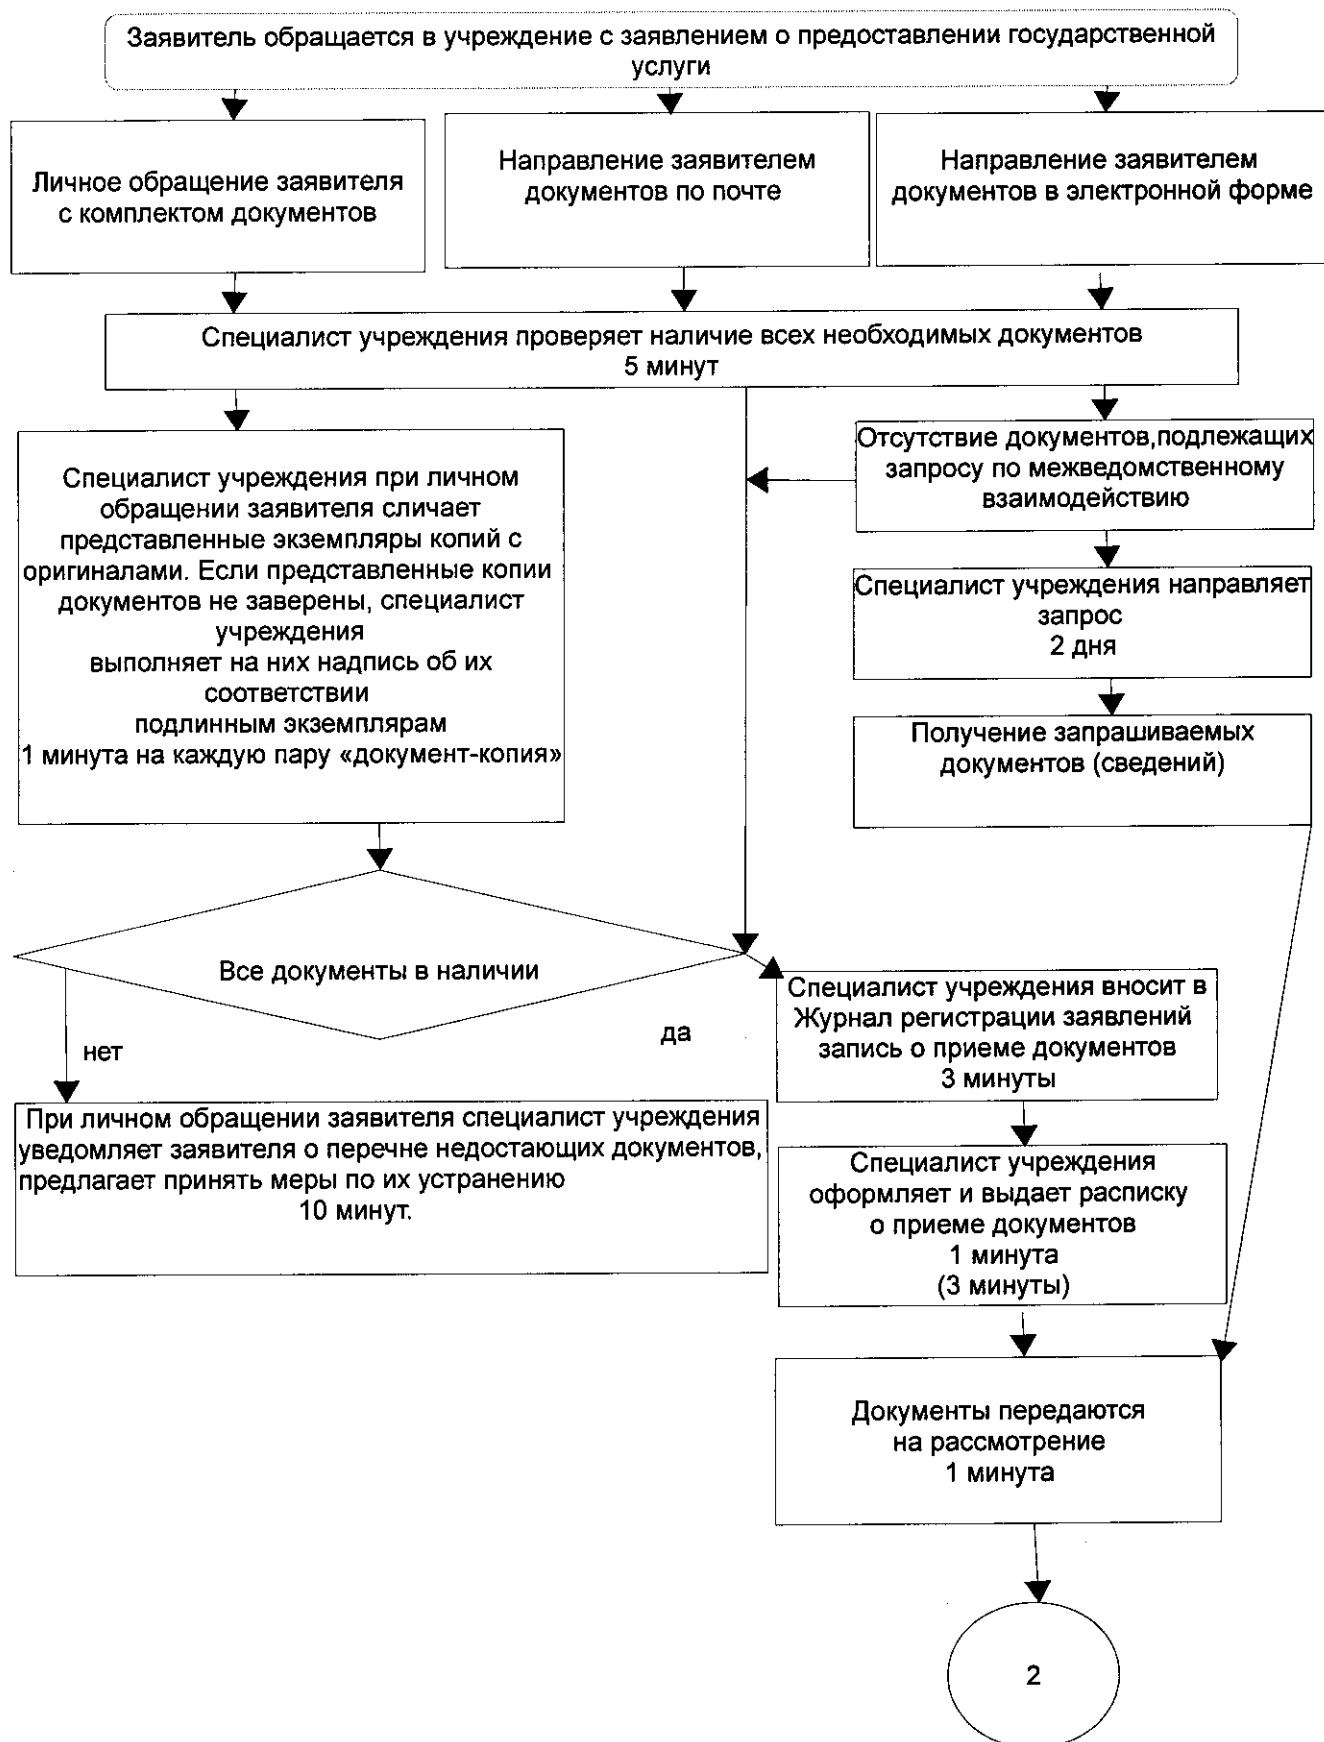 Заявитель обращается в учреждение с заявлением о предоставлении государственной
услуги
Личное обращение заявителя
с комплектом документов
Направление заявителем
документов по почте
Направление заявителем
документов в электронной форме
Специалист учреждения проверяет наличие всех необходимых документов
5 минут
Специалист учреждения при личном
обращении заявителя сличает
представленные экземпляры копий с
оригиналами. Если представленные копии
документов не заверены, специалист
учреждения
выполняет на них надпись об их
соответствии
подлинным экземплярам
1 минута на каждую пару «документ-копия»
Отсутствие документов,подлежащих
запросу по межведомственному
взаимодействию
Специалист учреждения направляет
запрос
2 дня
Получение запрашиваемых
документов (сведений)
Все документы в наличии
нет
да
Специалист учреждения вносит в
Журнал регистрации заявлений
запись о приеме документов
3 минуты
При личном обращении заявителя специалист учреждения
уведомляет заявителя о перечне недостающих документов,
предлагает принять меры по их устранению
10 минут.
Специалист учреждения
оформляет и выдает расписку
о приеме документов
1 минута
(3 минуты)
Документы передаются
на рассмотрение
1 минута
2